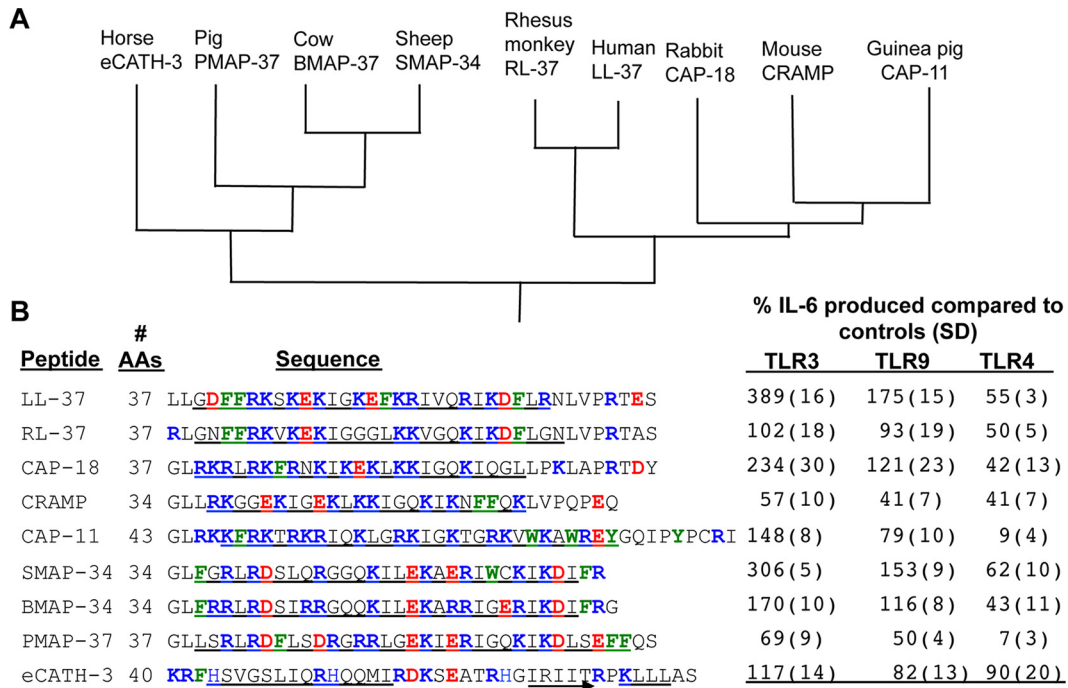 A
Horse eCATH-3
Pig PMAP-37
Cow BMAP-37
Sheep SMAP-34
Rhesus monkey RL-37
Human LL-37
Rabbit CAP-18
Mouse CRAMP
Guinea pig CAP-11
B
% IL-6 produced compared to controls (SD)
Peptide # AAs Sequence TLR3 TLR9 TLR4
LL-37 37 LLGDFFRKSKEKIGKEFKRIVQRIKDFLRNLVPRTES 389(16) 175(15) 55(3)
RL-37 37 RLGNFFRKVKEKIGGGLKKVGQKIKDFLGNLVPRTAS 102(18) 93(19) 50(5)
CAP-18 37 GLRKRLRKFRNKIKEKLKKIGQKIQGLLPKLAPRTDY 234(30) 121(23) 42(13)
CRAMP 34 GLLRKGGEKIGEKLKKIGQKIKNFFQKLVPQPEQ 57(10) 41(7) 41(7)
CAP-11 43 GLRKKFRKTRKRIQKLGRKIGKTGRKVWKAWREYGQIPYPCRI 148(8) 79(10) 9(4)
SMAP-34 34 GLFGRLRDSLQRGGQKILEKAERIWCKIKDIFR 306(5) 153(9) 62(10)
BMAP-34 34 GLFRRLRDSIRRGQQKILEKARRIGERIKDIFRG 170(10) 116(8) 43(11)
PMAP-37 37 GLLSRLRDFLSDRGRRLGEKIERIGQKIKDLSEFFQS 69(9) 50(4) 7(3)
eCATH-3 40 KRFHSVGSLIQRHQQMIRDKSEATRHGIRIITRPKLLLAS 117(14) 82(13) 90(20)